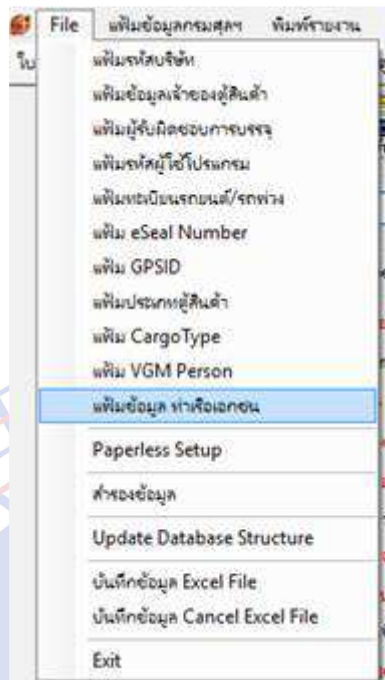 File แฟ้มข้อมูลกรมศุลฯ พิมพ์รายงาน
ใบ
แฟ้มรหัสบริษัท
แฟ้มข้อมูลเจ้าของตู้สินค้า
แฟ้มผู้รับผิดชอบการบรรจุ
แฟ้มรหัสผู้ใช้โปรแกรม
แฟ้มทะเบียนรถยนต์/รถพ่วง
แฟ้ม eSeal Number
แฟ้ม GPSID
แฟ้มประเภทตู้สินค้า
แฟ้ม CargoType
แฟ้ม VGM Person
แฟ้มข้อมูล ท่าเรือเอกชน
Paperless Setup
สำรองข้อมูล
Update Database Structure
บันทึกข้อมูล Excel File
บันทึกข้อมูล Cancel Excel File
Exit